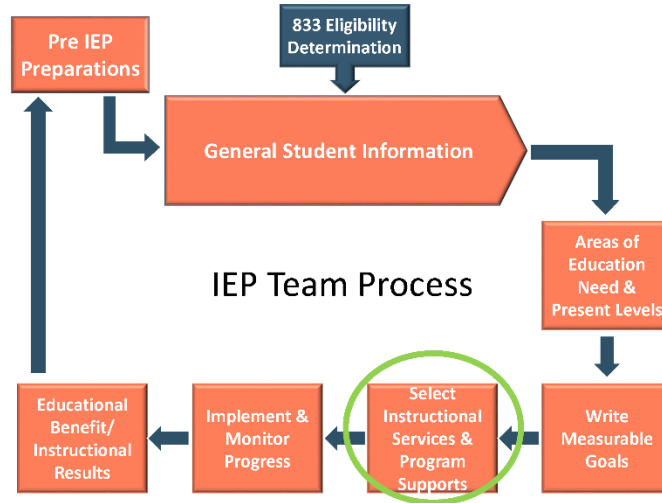 833 Eligibility
Determination
Pre IEP
Preparations
General Student Information
Areas of
Education
Need &
Present Levels
IEP Team Process
Write
Measurable
Goals
Select
Instructional
Services &
Program
Supports
Implement &
Monitor
Progress
Educational
Benefit/
Instructional
Results